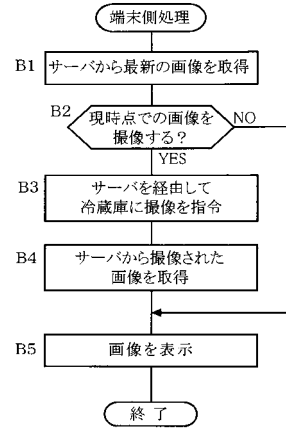 端末側処理
B1
サーバから最新の画像を取得
B2
現時点での画像を
撮像する？
NO
YES
B3
サーバを経由して
冷蔵庫に撮像を指令
B4
サーバから撮像された
画像を取得
B5
画像を表示
終了